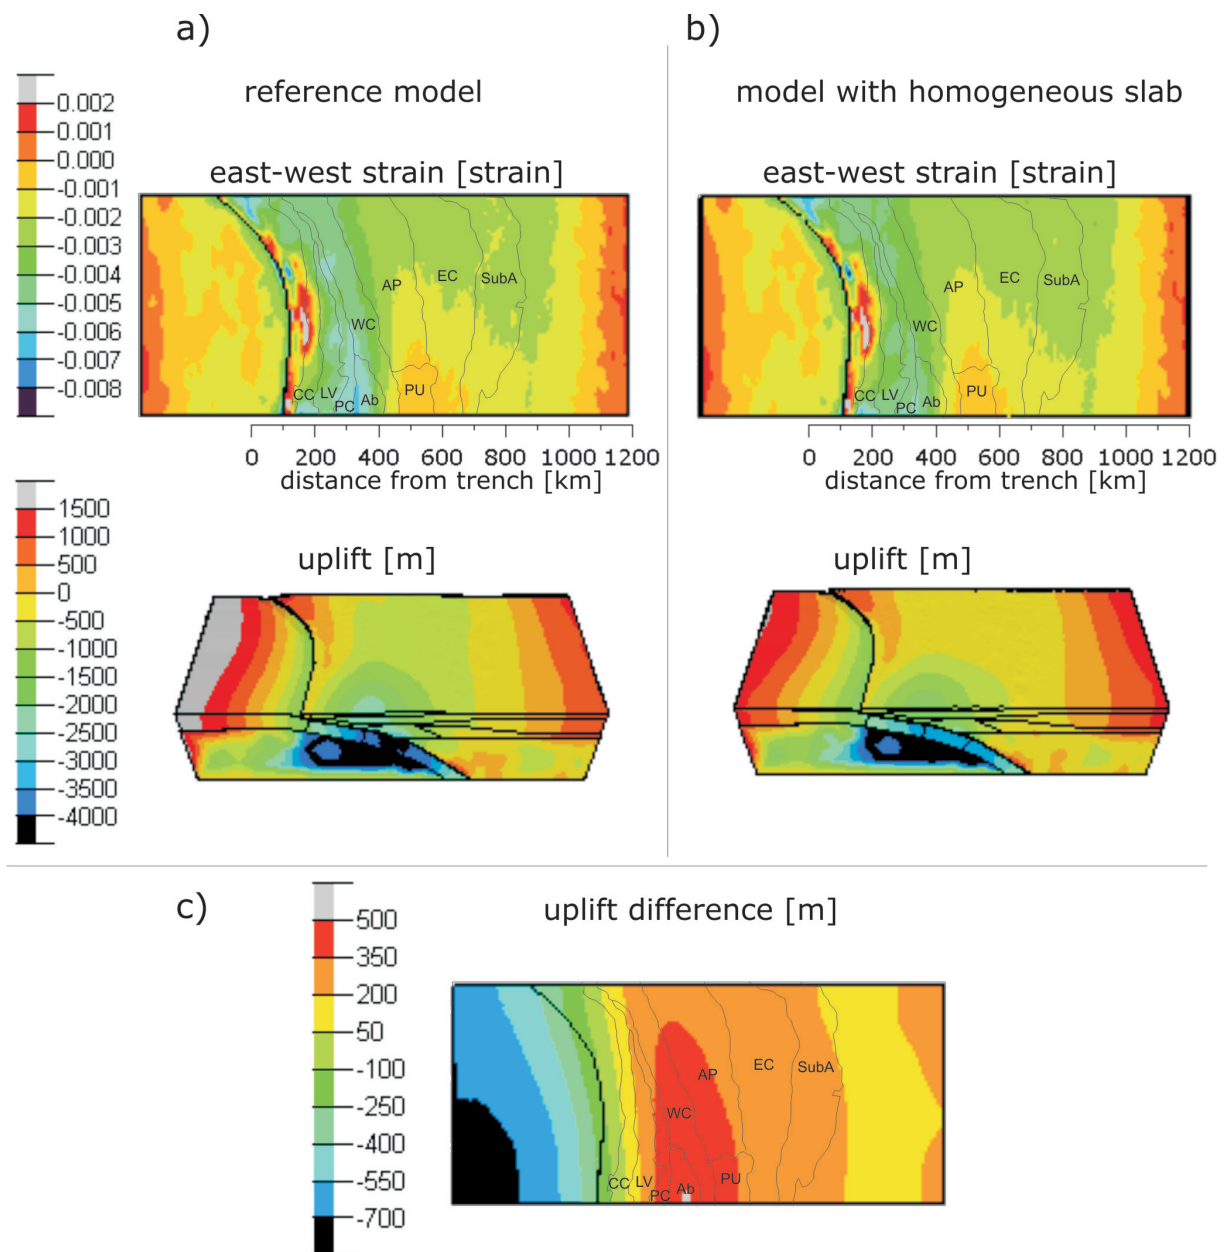 a)
b)
reference model
model with homogeneous slab
east-west strain [strain]
east-west strain [strain]
0.002
0.001
0.000
-0.001
-0.002
-0.003
-0.004
-0.005
-0.006
-0.007
-0.008
AP
EC
SubA
WC
CC
LV
PC
Ab
PU
AP
EC
SubA
WC
CC
LV
PC
Ab
PU
0 200 400 600 800 1000 1200
distance from trench [km]
0 200 400 600 800 1000 1200
distance from trench [km]
uplift [m]
uplift [m]
1500
1000
500
0
-500
-1000
-1500
-2000
-2500
-3000
-3500
-4000
c)
uplift difference [m]
500
350
200
50
-100
-250
-400
-550
-700
AP
EC
SubA
WC
CC
LV
PC
Ab
PU